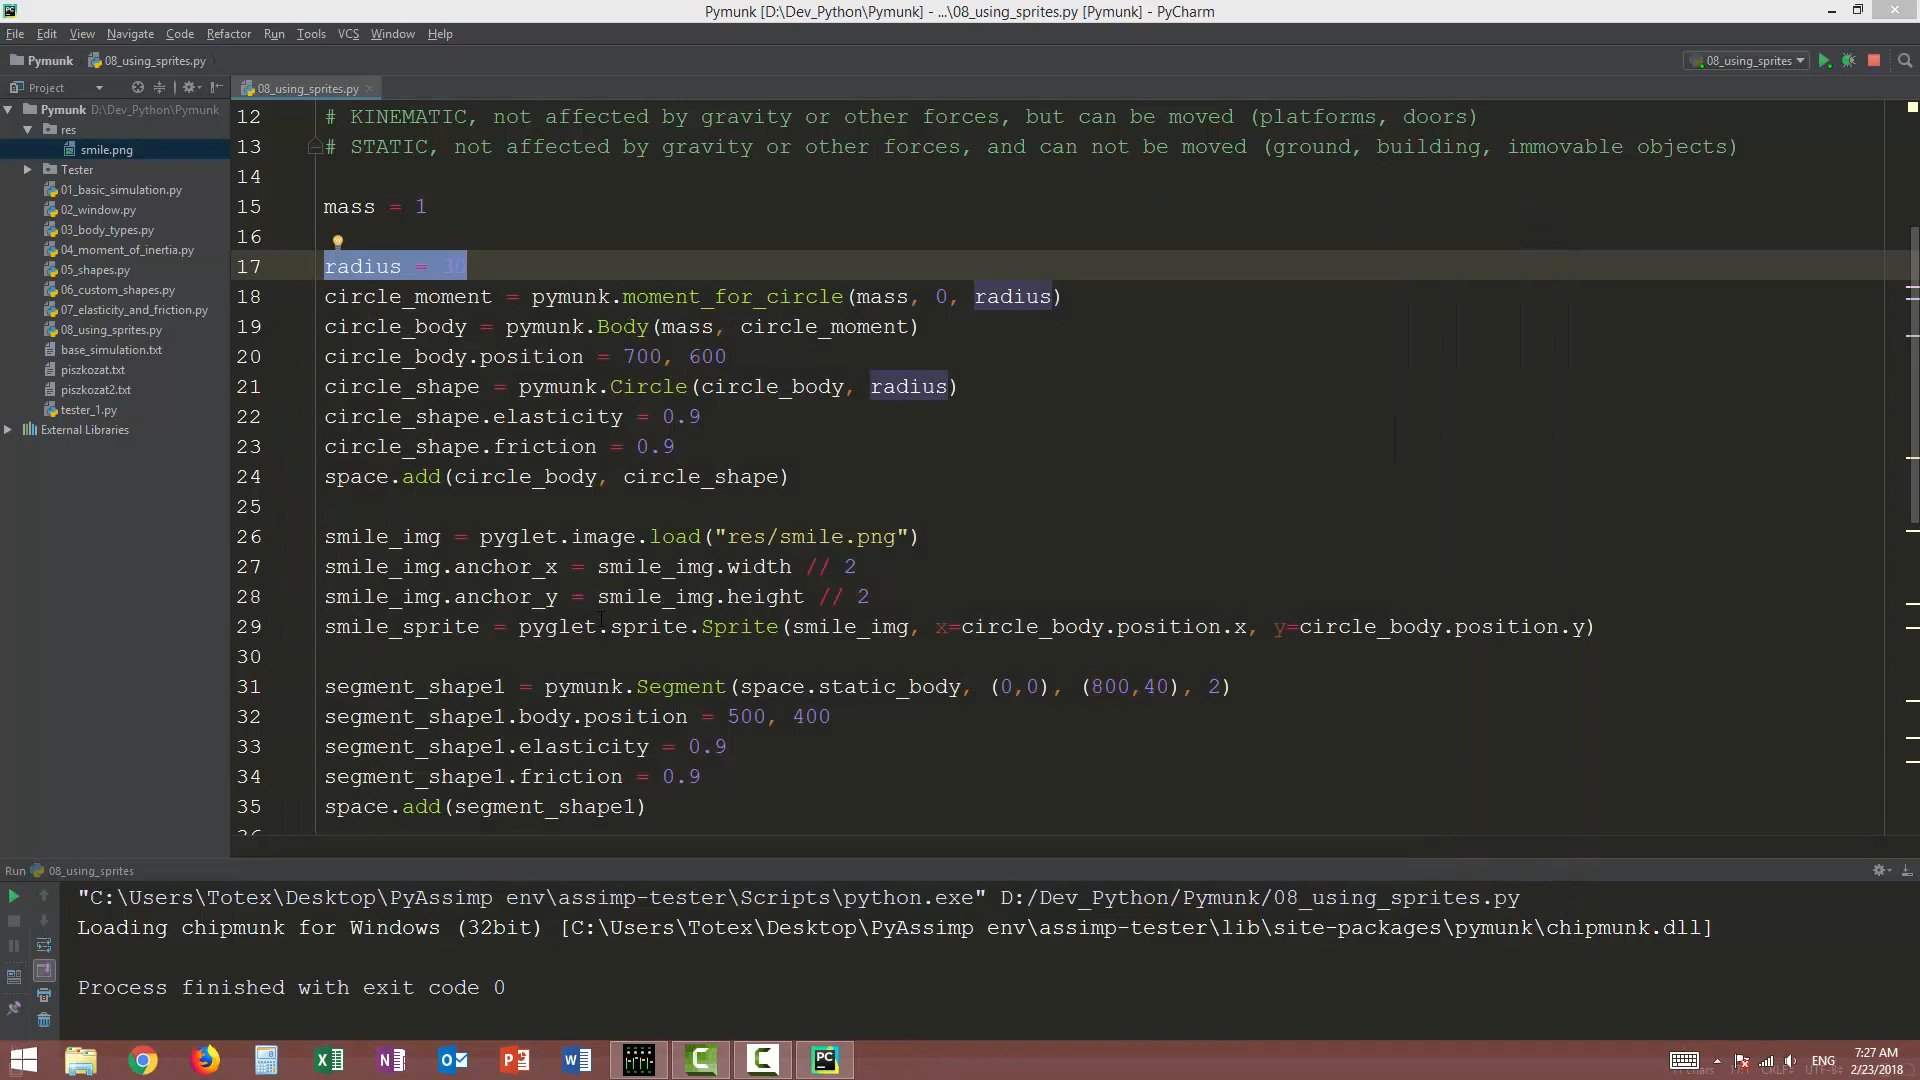 Pymunk [D:\Dev_Python\Pymunk] - ...\08_using_sprites.py [Pymunk] - PyCharm
File Edit View Navigate Code Refactor Run Tools VCS Window Help
Pymunk 08_using_sprites.py 08_using_sprites
Project
08_using_sprites.py
Pymunk D:\Dev_Python\Pymunk
res
smile.png
Tester
01_basic_simulation.py
02_window.py
03_body_types.py
04_moment_of_inertia.py
05_shapes.py
06_custom_shapes.py
07_elasticity_and_friction.py
08_using_sprites.py
base_simulation.txt
piszkozat.txt
piszkozat2.txt
tester_1.py
External Libraries
12 # KINEMATIC, not affected by gravity or other forces, but can be moved (platforms, doors)
13 # STATIC, not affected by gravity or other forces, and can not be moved (ground, building, immovable objects)
14
15 mass = 1
16
17 radius = 30
18 circle_moment = pymunk.moment_for_circle(mass, 0, radius)
19 circle_body = pymunk.Body(mass, circle_moment)
20 circle_body.position = 700, 600
21 circle_shape = pymunk.Circle(circle_body, radius)
22 circle_shape.elasticity = 0.9
23 circle_shape.friction = 0.9
24 space.add(circle_body, circle_shape)
25
26 smile_img = pyglet.image.load("res/smile.png")
27 smile_img.anchor_x = smile_img.width // 2
28 smile_img.anchor_y = smile_img.height // 2
29 smile_sprite = pyglet.sprite.Sprite(smile_img, x=circle_body.position.x, y=circle_body.position.y)
30
31 segment_shape1 = pymunk.Segment(space.static_body, (0,0), (800,40), 2)
32 segment_shape1.body.position = 500, 400
33 segment_shape1.elasticity = 0.9
34 segment_shape1.friction = 0.9
35 space.add(segment_shape1)
Run 08_using_sprites
"C:\Users\Totex\Desktop\PyAssimp env\assimp-tester\Scripts\python.exe" D:/Dev_Python/Pymunk/08_using_sprites.py
Loading chipmunk for Windows (32bit) [C:\Users\Totex\Desktop\PyAssimp env\assimp-tester\lib\site-packages\pymunk\chipmunk.dll]
Process finished with exit code 0
ENG
7:27 AM
2/23/2018